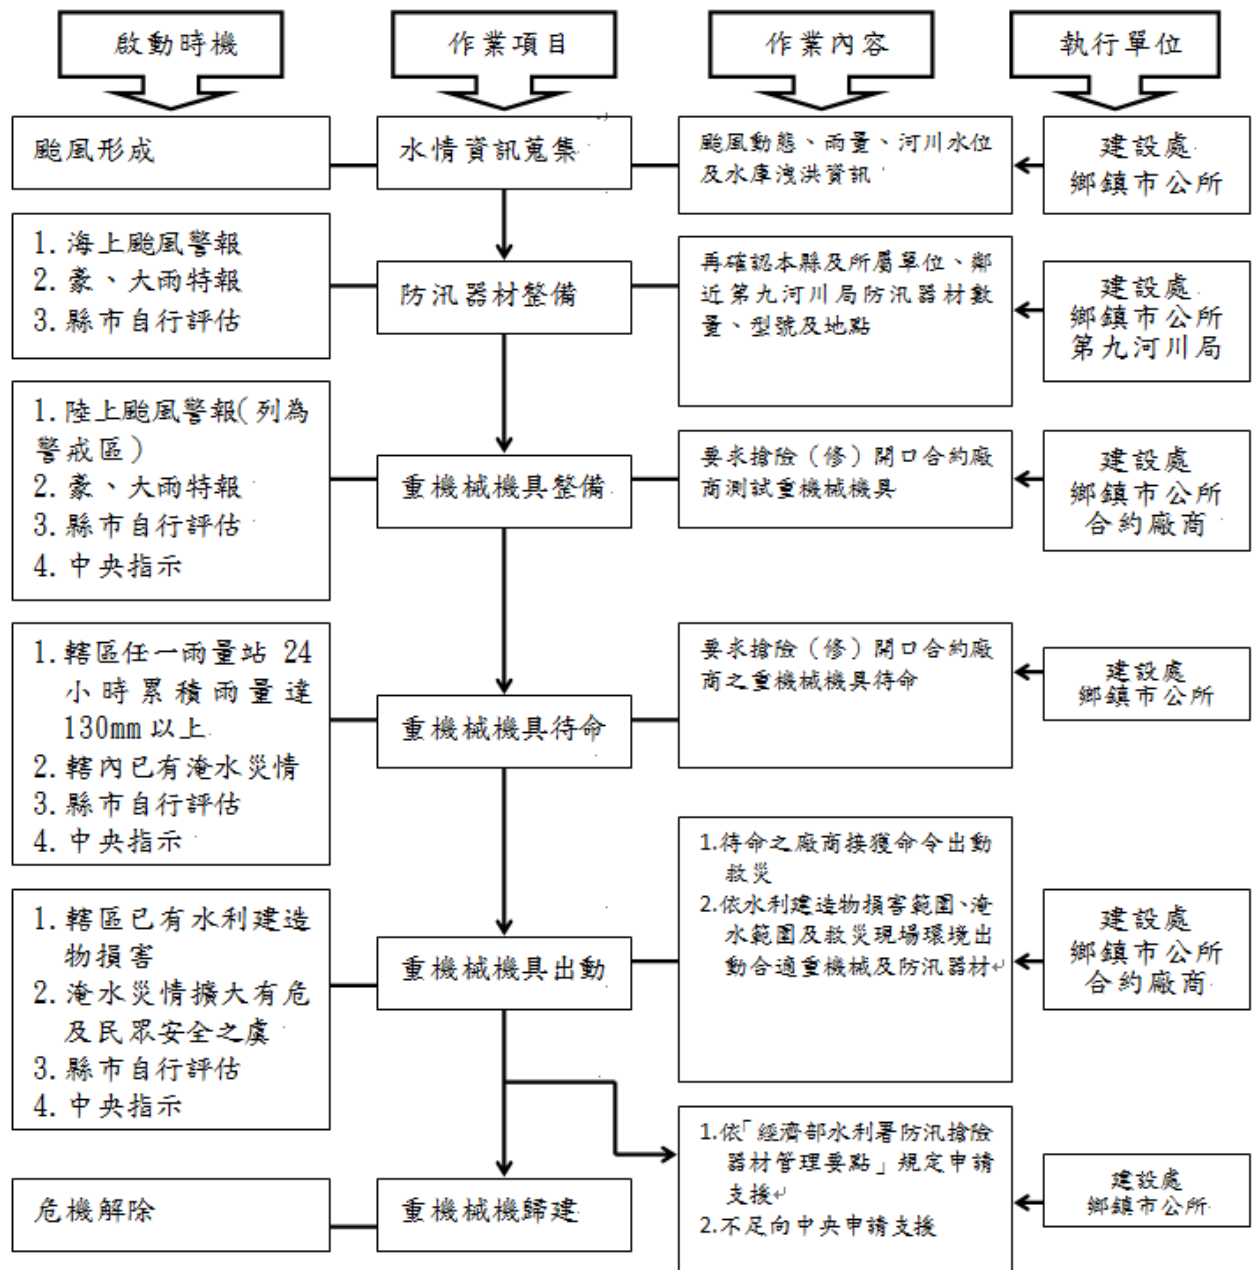 啟動時機
作業項目
作業內容
執行單位
颱風形成
水情資訊蒐集
颱風動態、雨量、河川水位
及水庫洩洪資訊
建設處
鄉鎮市公所
1.海上颱風警報
2.豪、大雨特報
3.縣市自行評估
防汛器材整備
再確認本縣及所屬單位、鄰
近第九河川局防汛器材數
量、型號及地點
建設處
鄉鎮市公所
第九河川局
1.陸上颱風警報(列為
警戒區)
2.豪、大雨特報
3.縣市自行評估
4.中央指示
重機械機具整備
要求搶險（修）開口合約廠
商測試重機械機具
建設處
鄉鎮市公所
合約廠商
1.轄區任一雨量站 24
小時累積雨量達
130mm 以上
2.轄內已有淹水災情
3.縣市自行評估
4.中央指示
重機械機具待命
要求搶險（修）開口合約廠
商之重機械機具待命
建設處
鄉鎮市公所
1.轄區已有水利建造
物損害
2.淹水災情擴大有危
及民眾安全之虞
3.縣市自行評估
4.中央指示
重機械機具出動
1.待命之廠商接獲命令出動
救災
2.依水利建造物損害範圍、淹
水範圍及救災現場環境出
動合適重機械及防汛器材
建設處
鄉鎮市公所
合約廠商
危機解除
重機械機歸建
1.依「經濟部水利署防汛搶險
器材管理要點」規定申請
支援
2.不足向中央申請支援
建設處
鄉鎮市公所